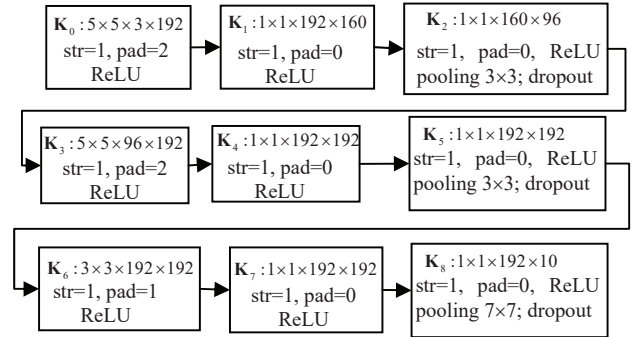 K₀ :5×5×3×192
str=1, pad=2
ReLU
K₁ :1×1×192×160
str=1, pad=0
ReLU
K₂ :1×1×160×96
str=1, pad=0, ReLU
pooling 3×3; dropout
K₃ :5×5×96×192
str=1, pad=2
ReLU
K₄ :1×1×192×192
str=1, pad=0
ReLU
K₅ :1×1×192×192
str=1, pad=0, ReLU
pooling 3×3; dropout
K₆ :3×3×192×192
str=1, pad=1
ReLU
K₇ :1×1×192×192
str=1, pad=0
ReLU
K₈ :1×1×192×10
str=1, pad=0, ReLU
pooling 7×7; dropout